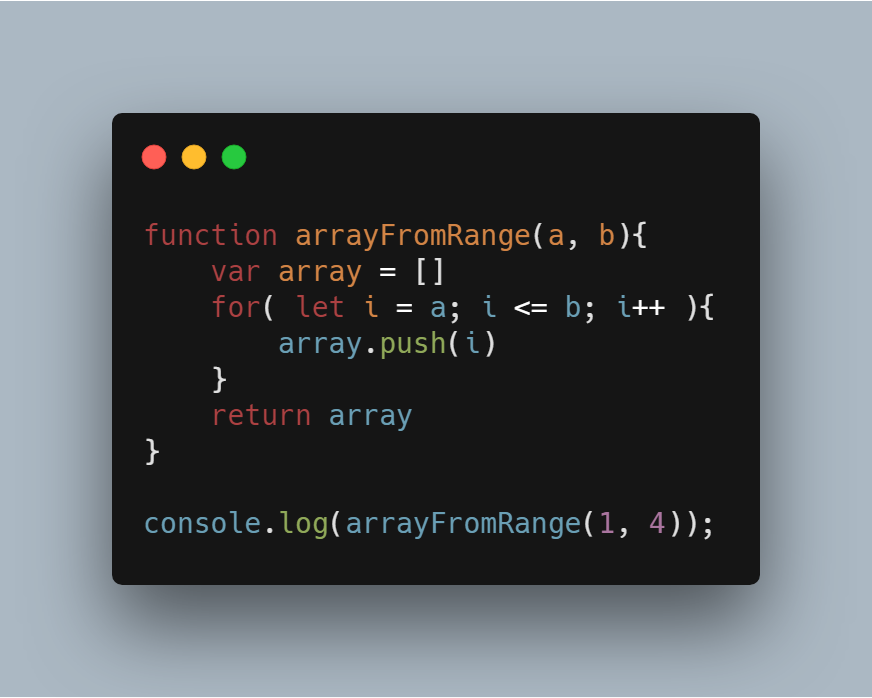 function arrayFromRange(a, b){
    var array = []
    for( let i = a; i <= b; i++ ){
        array.push(i)
    }
    return array
}

console.log(arrayFromRange(1, 4));